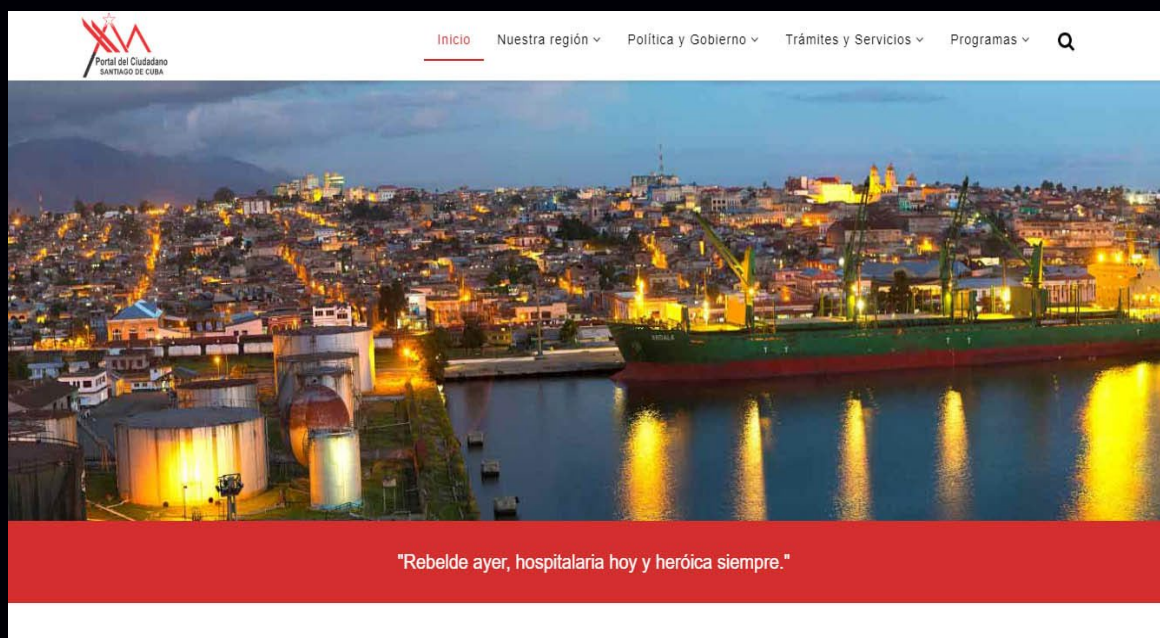 Portal del Ciudadano
SANTIAGO DE CUBA
Inicio Nuestra región Política y Gobierno Trámites y Servicios Programas
"Rebelde ayer, hospitalaria hoy y heróica siempre."